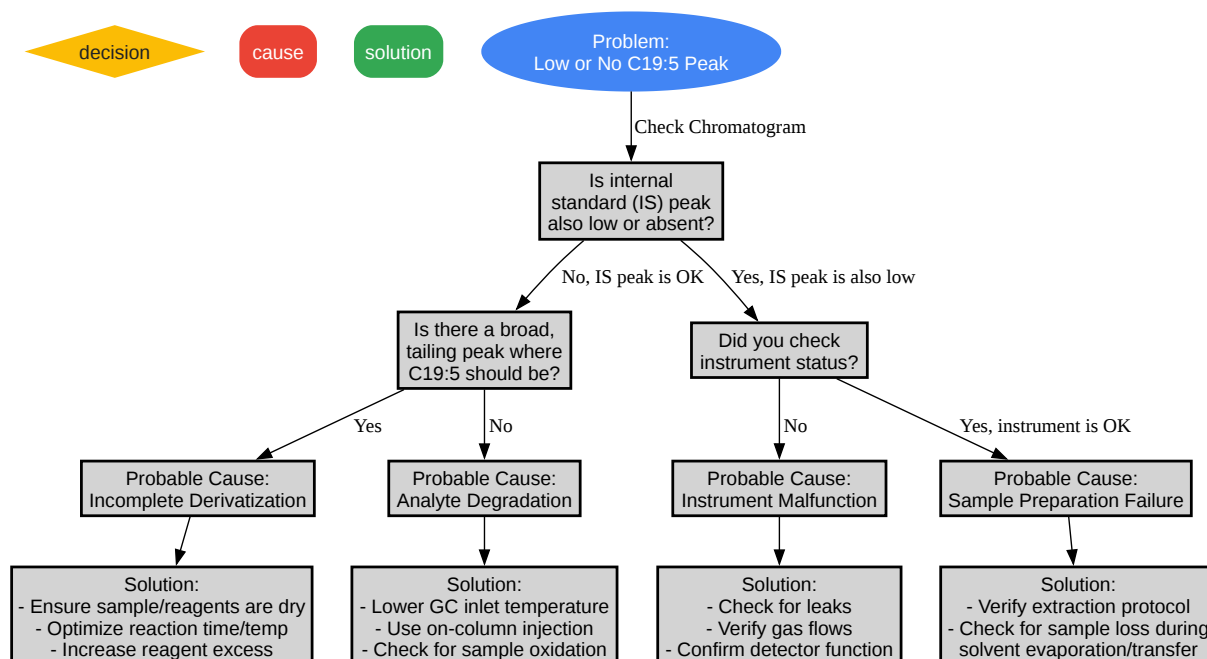 decision
cause
solution
Problem:
Low or No C19:5 Peak
Check Chromatogram
Is internal
standard (IS) peak
also low or absent?
No, IS peak is OK
Yes, IS peak is also low
Is there a broad,
tailing peak where
C19:5 should be?
Did you check
instrument status?
Yes
No
No
Yes, instrument is OK
Probable Cause:
Incomplete Derivatization
Probable Cause:
Analyte Degradation
Probable Cause:
Instrument Malfunction
Probable Cause:
Sample Preparation Failure
Solution:
- Ensure sample/reagents are dry
- Optimize reaction time/temp
- Increase reagent excess
Solution:
- Lower GC inlet temperature
- Use on-column injection
- Check for sample oxidation
Solution:
- Check for leaks
- Verify gas flows
- Confirm detector function
Solution:
- Verify extraction protocol
- Check for sample loss during
solvent evaporation/transfer